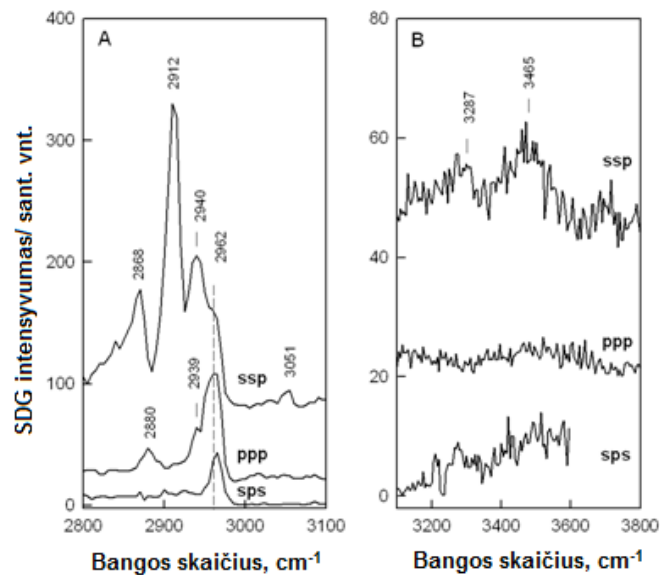 SDG intensyvumas/ sant. vnt.
400
300
200
100
0
A
2868
2912
2940
2962
3051
ssp
2880
2939
ppp
sps
2800
2900
3000
3100
Bangos skaičius, cm-1
80
60
40
20
0
B
3287
3465
ssp
ppp
sps
3200
3400
3600
3800
Bangos skaičius, cm-1